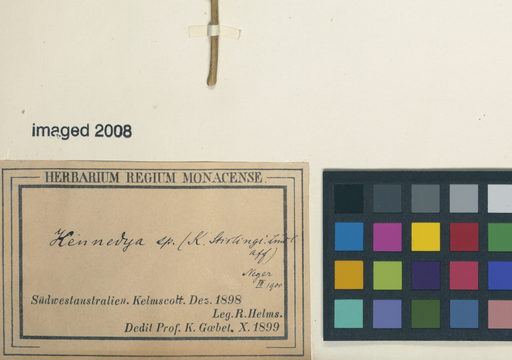 imaged 2008
HERBARIUM REGIUM MONACENSE
Kennedya sp. (K. Stirlingi
aff)
Neger
IV 1900
Südwestaustralien. Kelmscott. Dez. 1898
Leg. R. Helms.
Dedit Prof. K. Gœbel. X. 1899